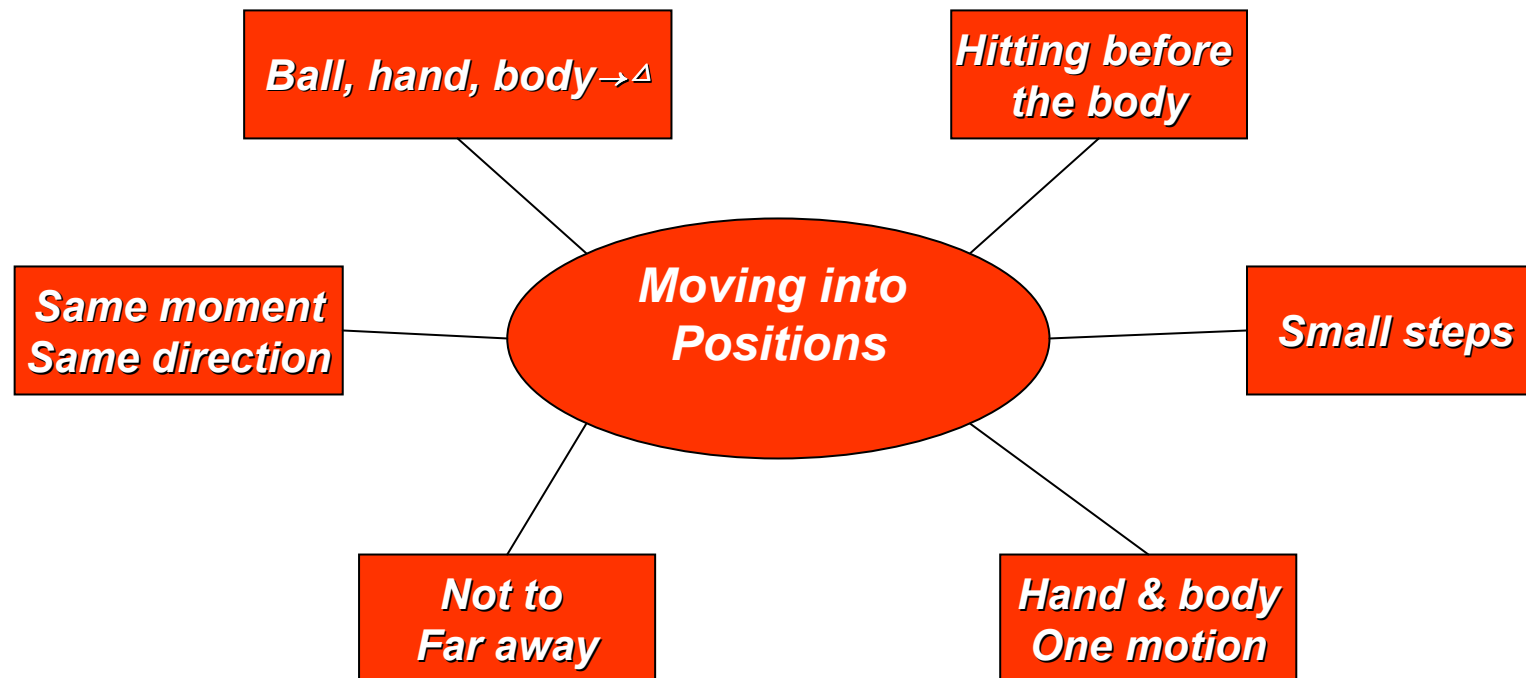 Ball, hand, body→△
Hitting before
the body
Moving into
Positions
Same moment
Same direction
Small steps
Not to
Far away
Hand & body
One motion